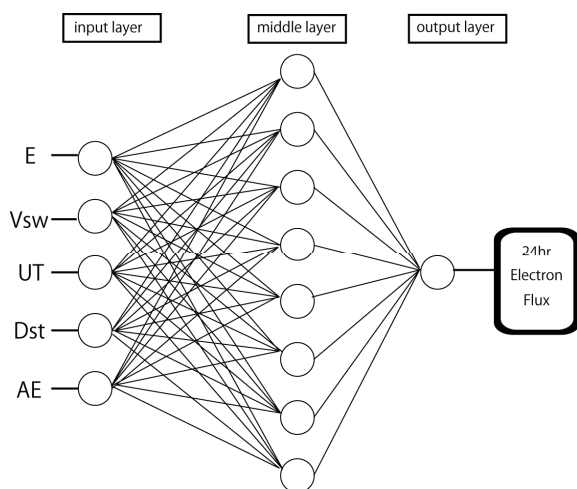 input layer
middle layer
output layer
E
Vsw
UT
Dst
AE
24hr
Electron
Flux